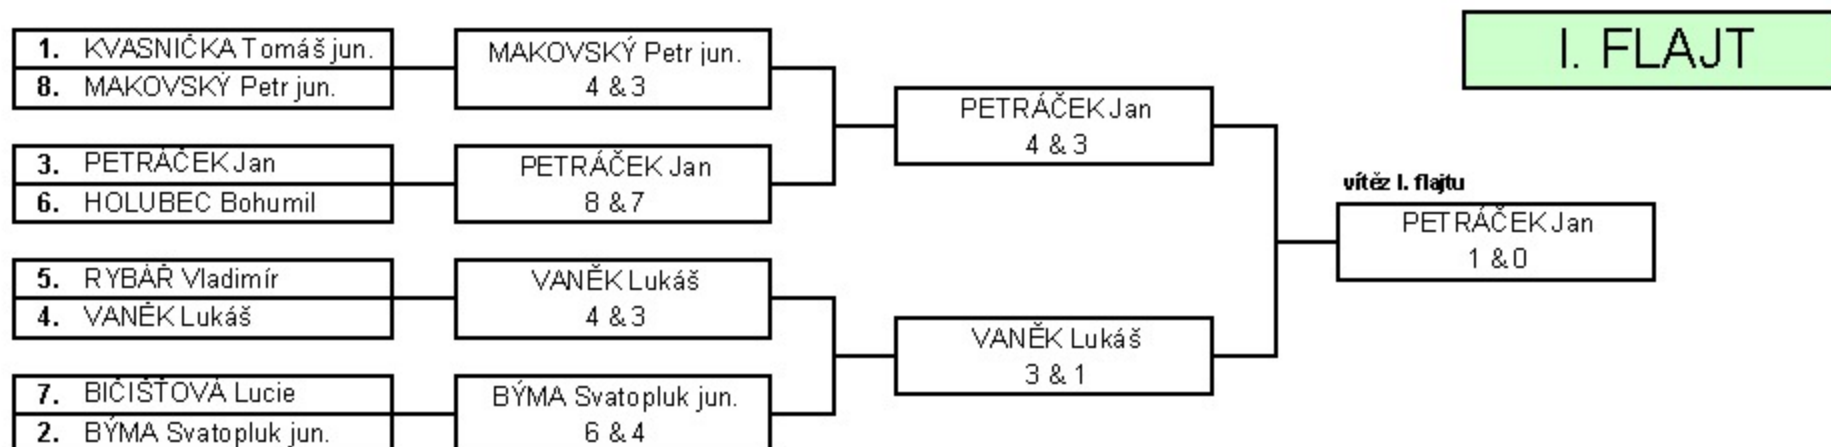 I. FLAJT
1. KVASNIČKA Tomáš jun.
8. MAKOVSKÝ Petr jun.
MAKOVSKÝ Petr jun.
4 & 3
3. PETRÁČEK Jan
6. HOLUBEC Bohumil
PETRÁČEK Jan
8 & 7
PETRÁČEK Jan
4 & 3
5. RYBÁŘ Vladimír
4. VANĚK Lukáš
VANĚK Lukáš
4 & 3
7. BIČIŠŤOVÁ Lucie
2. BÝMA Svatopluk jun.
BÝMA Svatopluk jun.
6 & 4
VANĚK Lukáš
3 & 1
vítěz I. flajtu
PETRÁČEK Jan
1 & 0